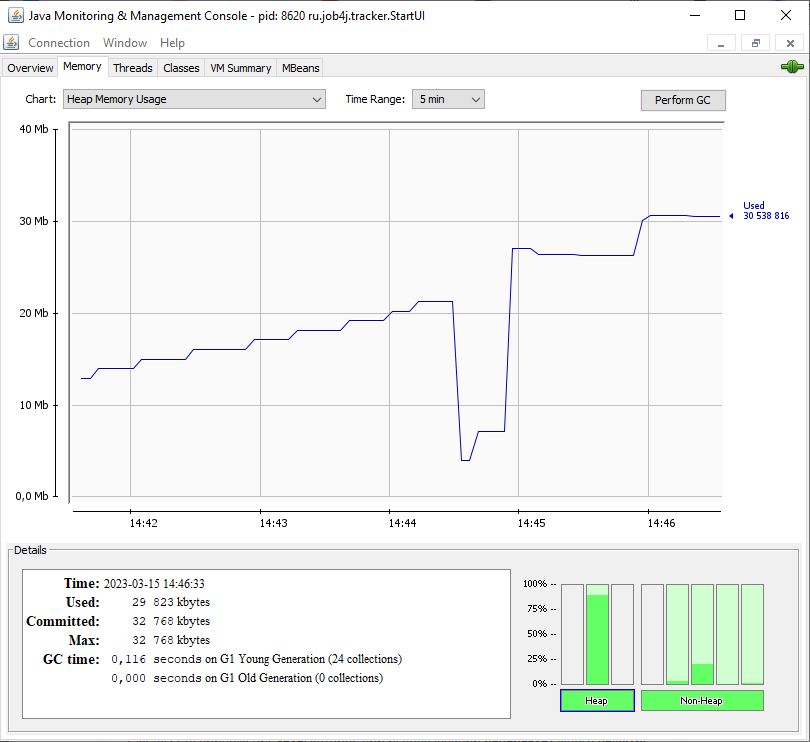 Java Monitoring & Management Console - pid: 8620 ru.job4j.tracker.StartUI
Connection Window Help
Overview Memory Threads Classes VM Summary MBeans
Chart: Heap Memory Usage Time Range: 5 min Perform GC
40 Mb
30 Mb
20 Mb
10 Mb
0,0 Mb
Used
30 538 816
14:42 14:43 14:44 14:45 14:46
Details
Time: 2023-03-15 14:46:33
Used: 29 823 kbytes
Committed: 32 768 kbytes
Max: 32 768 kbytes
GC time: 0,116 seconds on G1 Young Generation (24 collections)
0,000 seconds on G1 Old Generation (0 collections)
100% --
75% --
50% --
25% --
0% --
Heap Non-Heap